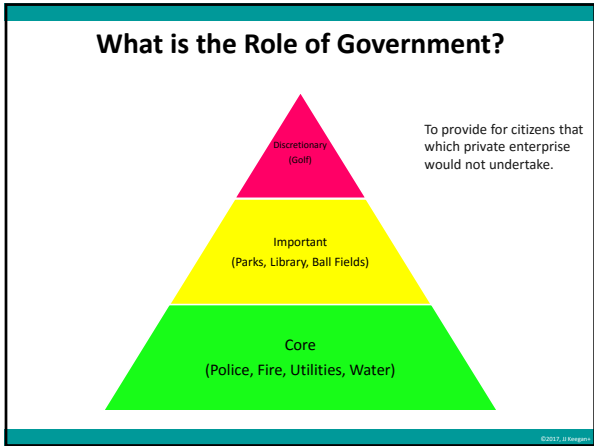 What is the Role of Government?
Discretionary
(Golf)
To provide for citizens that
which private enterprise
would not undertake.
Important
(Parks, Library, Ball Fields)
Core
(Police, Fire, Utilities, Water)
©2017, JJ Keegan+